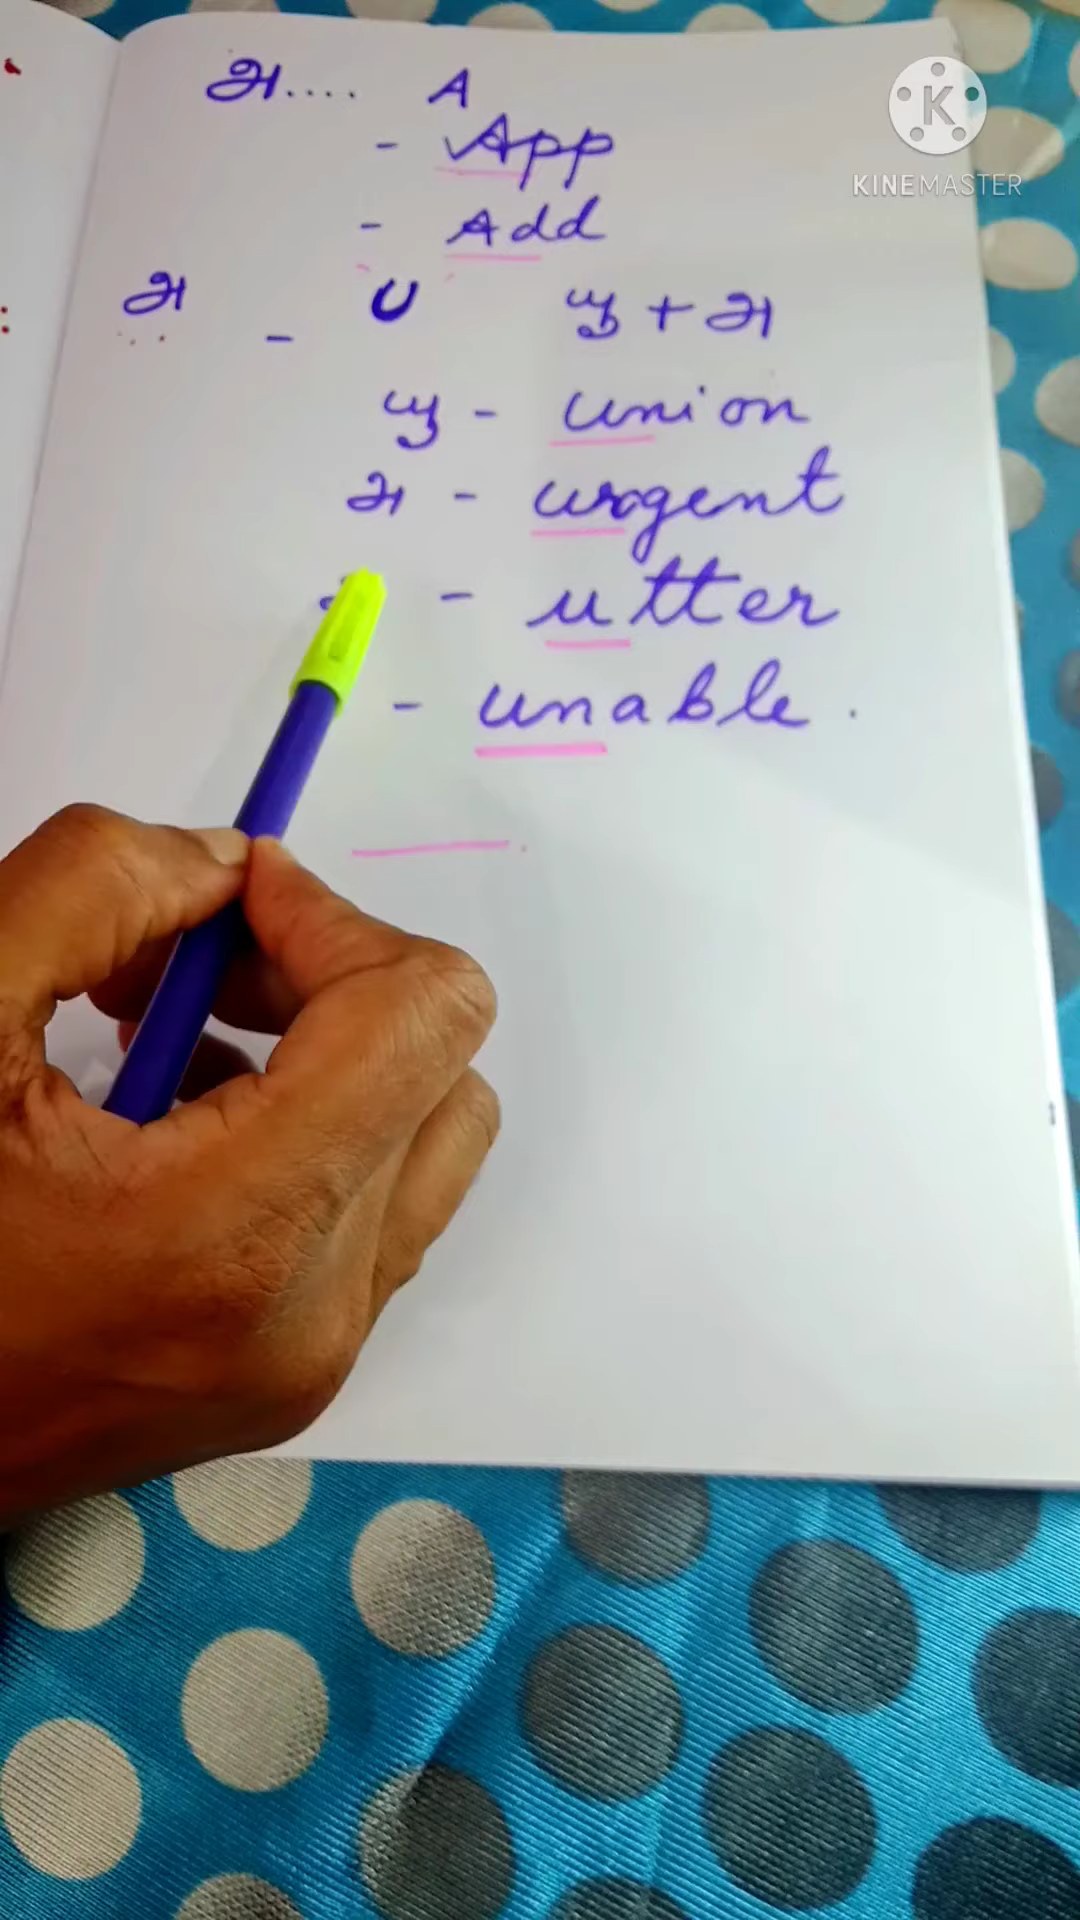 அ.... A
- App
- Add
அ - U யு + அ
யு - union
அ - urgent
- utter
- unable.
K
KINEMASTER